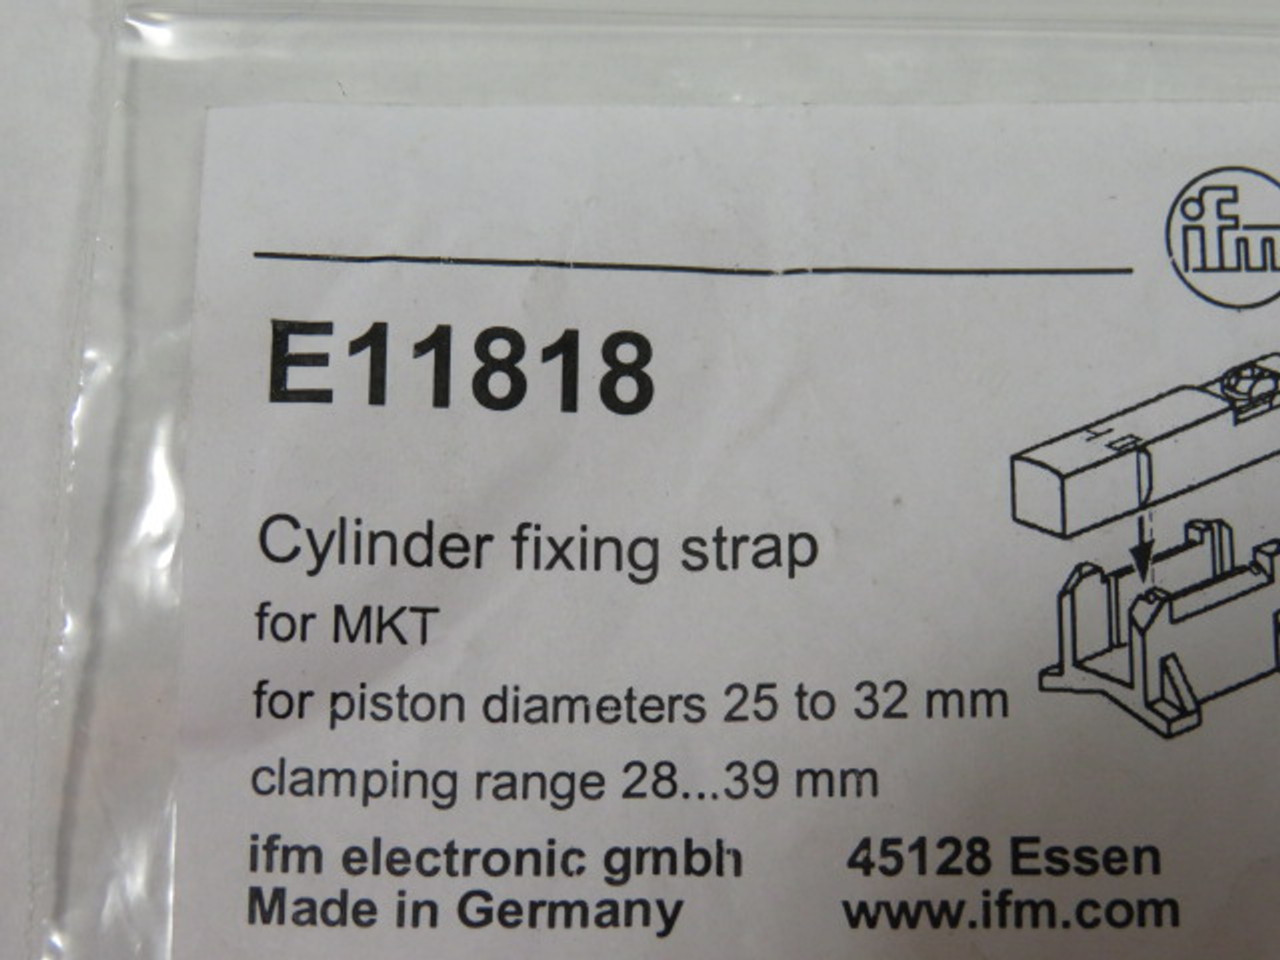 ifm
E11818
Cylinder fixing strap
for MKT
for piston diameters 25 to 32 mm
clamping range 28...39 mm
ifm electronic gmbh 45128 Essen
Made in Germany www.ifm.com